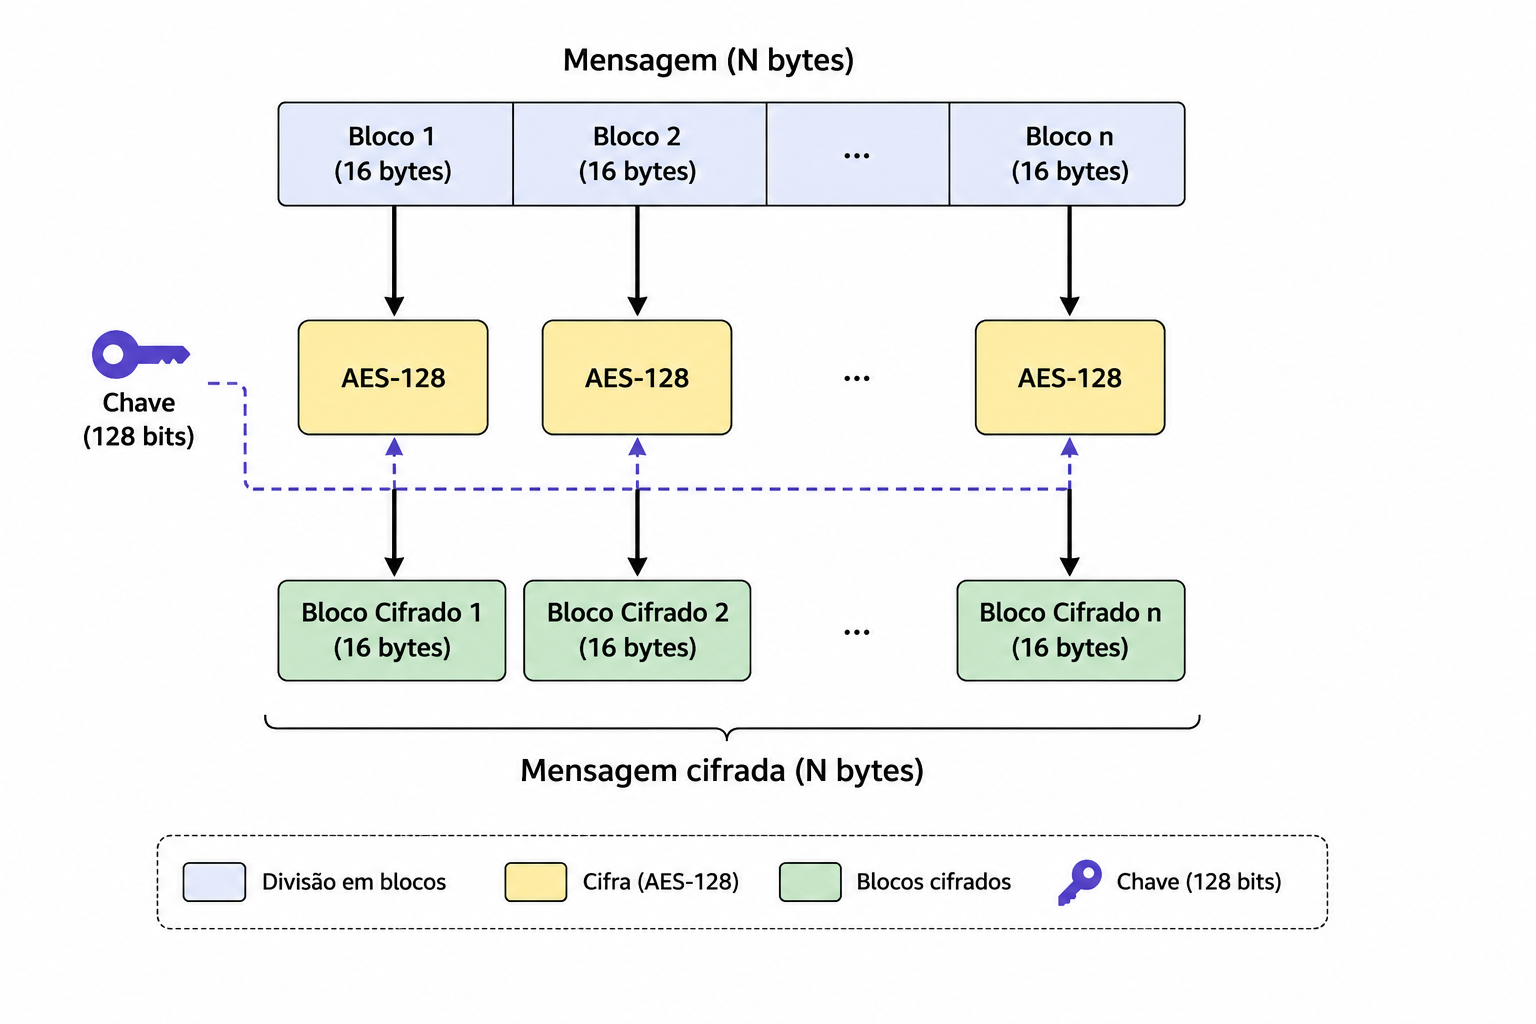 Mensagem (N bytes)
Bloco 1
(16 bytes)
Bloco 2
(16 bytes)
...
Bloco n
(16 bytes)
AES-128
AES-128
...
AES-128
Chave
(128 bits)
Bloco Cifrado 1
(16 bytes)
Bloco Cifrado 2
(16 bytes)
...
Bloco Cifrado n
(16 bytes)
Mensagem cifrada (N bytes)
Divisão em blocos
Cifra (AES-128)
Blocos cifrados
Chave (128 bits)